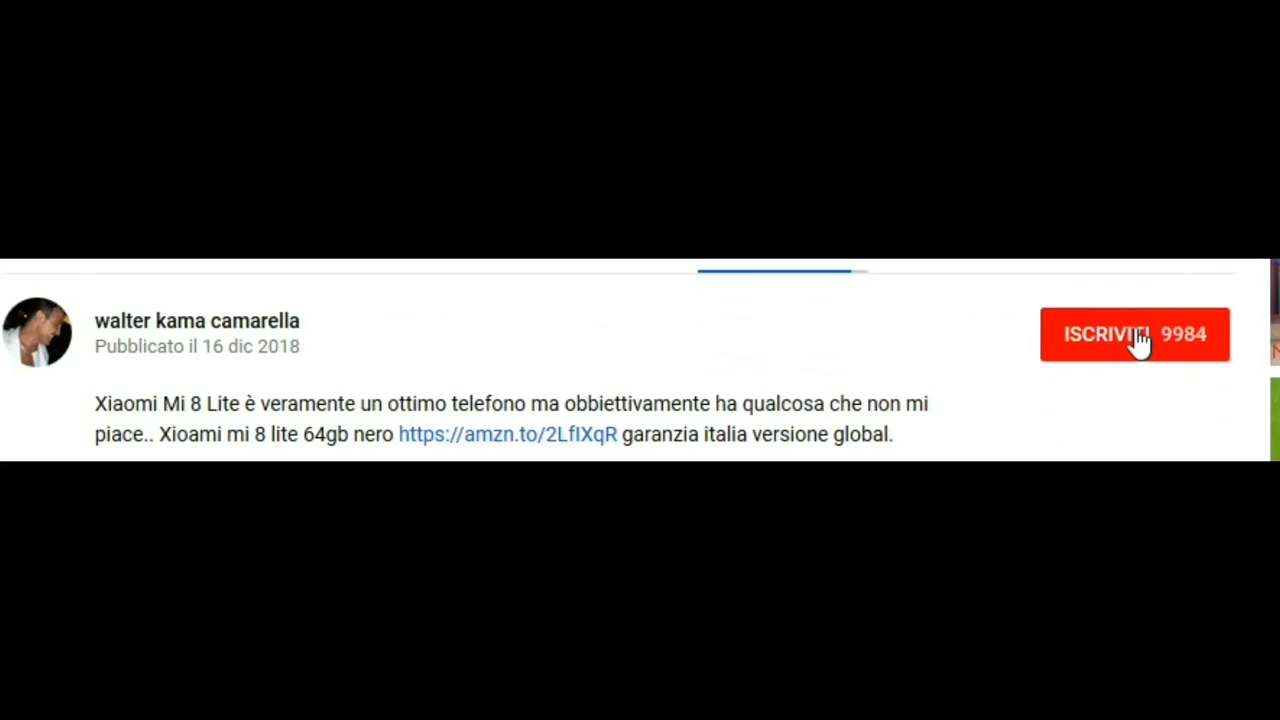 walter kama camarella
Pubblicato il 16 dic 2018
ISCRIVITI 9984
Xiaomi Mi 8 Lite è veramente un ottimo telefono ma obbiettivamente ha qualcosa che non mi
piace.. Xioami mi 8 lite 64gb nero https://amzn.to/2LfIXqR garanzia italia versione global.